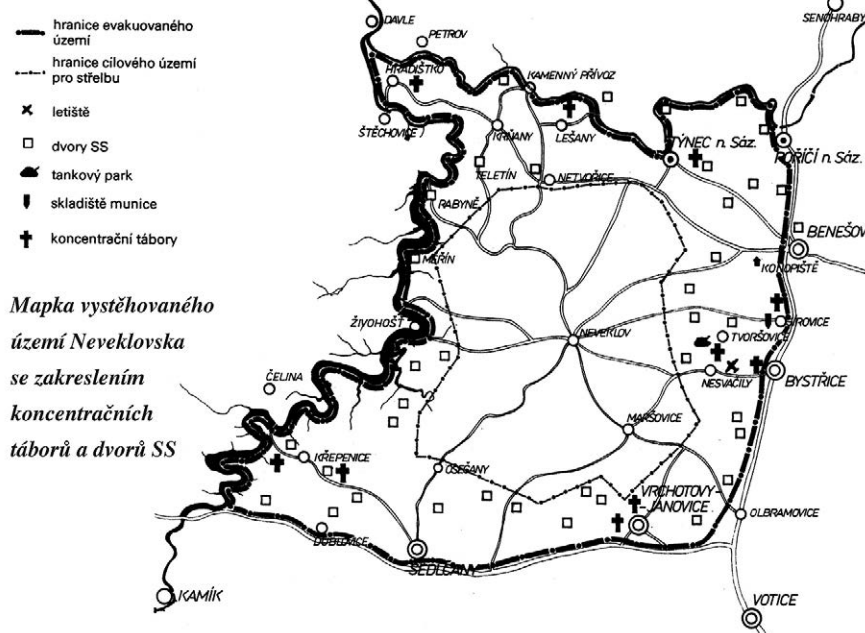 hranice evakuovaného
území
hranice cílového území
pro střelbu
letiště
dvory SS
tankový park
skladiště munice
koncentrační tábory
Mapka vystěhovaného
území Neveklovska
se zakreslením
koncentračních
táborů a dvorů SS
DAVLE
PETROV
SENOHRABY
HRADIŠTKO
KAMENNÝ PŘÍVOZ
ŠTĚCHOVICE
KRŇANY
LEŠANY
TÝNEC n. Sáz.
POŘÍČÍ n. Sáz.
TELETÍN
NETVOŘICE
RABYNĚ
BENEŠOV
KONOPIŠTĚ
MĚŘÍN
ŽIVOHOŠŤ
NEVEKLOV
TVORŠOVICE
NESVAČILY
BYSTŘICE
ČELINA
MARŠOVICE
KŘEPENICE
OSEČANY
VRCHOTOVY-
-JANOVICE
OLBRAMOVICE
DUBLOVICE
SEDLČANY
KAMÍK
VOTICE